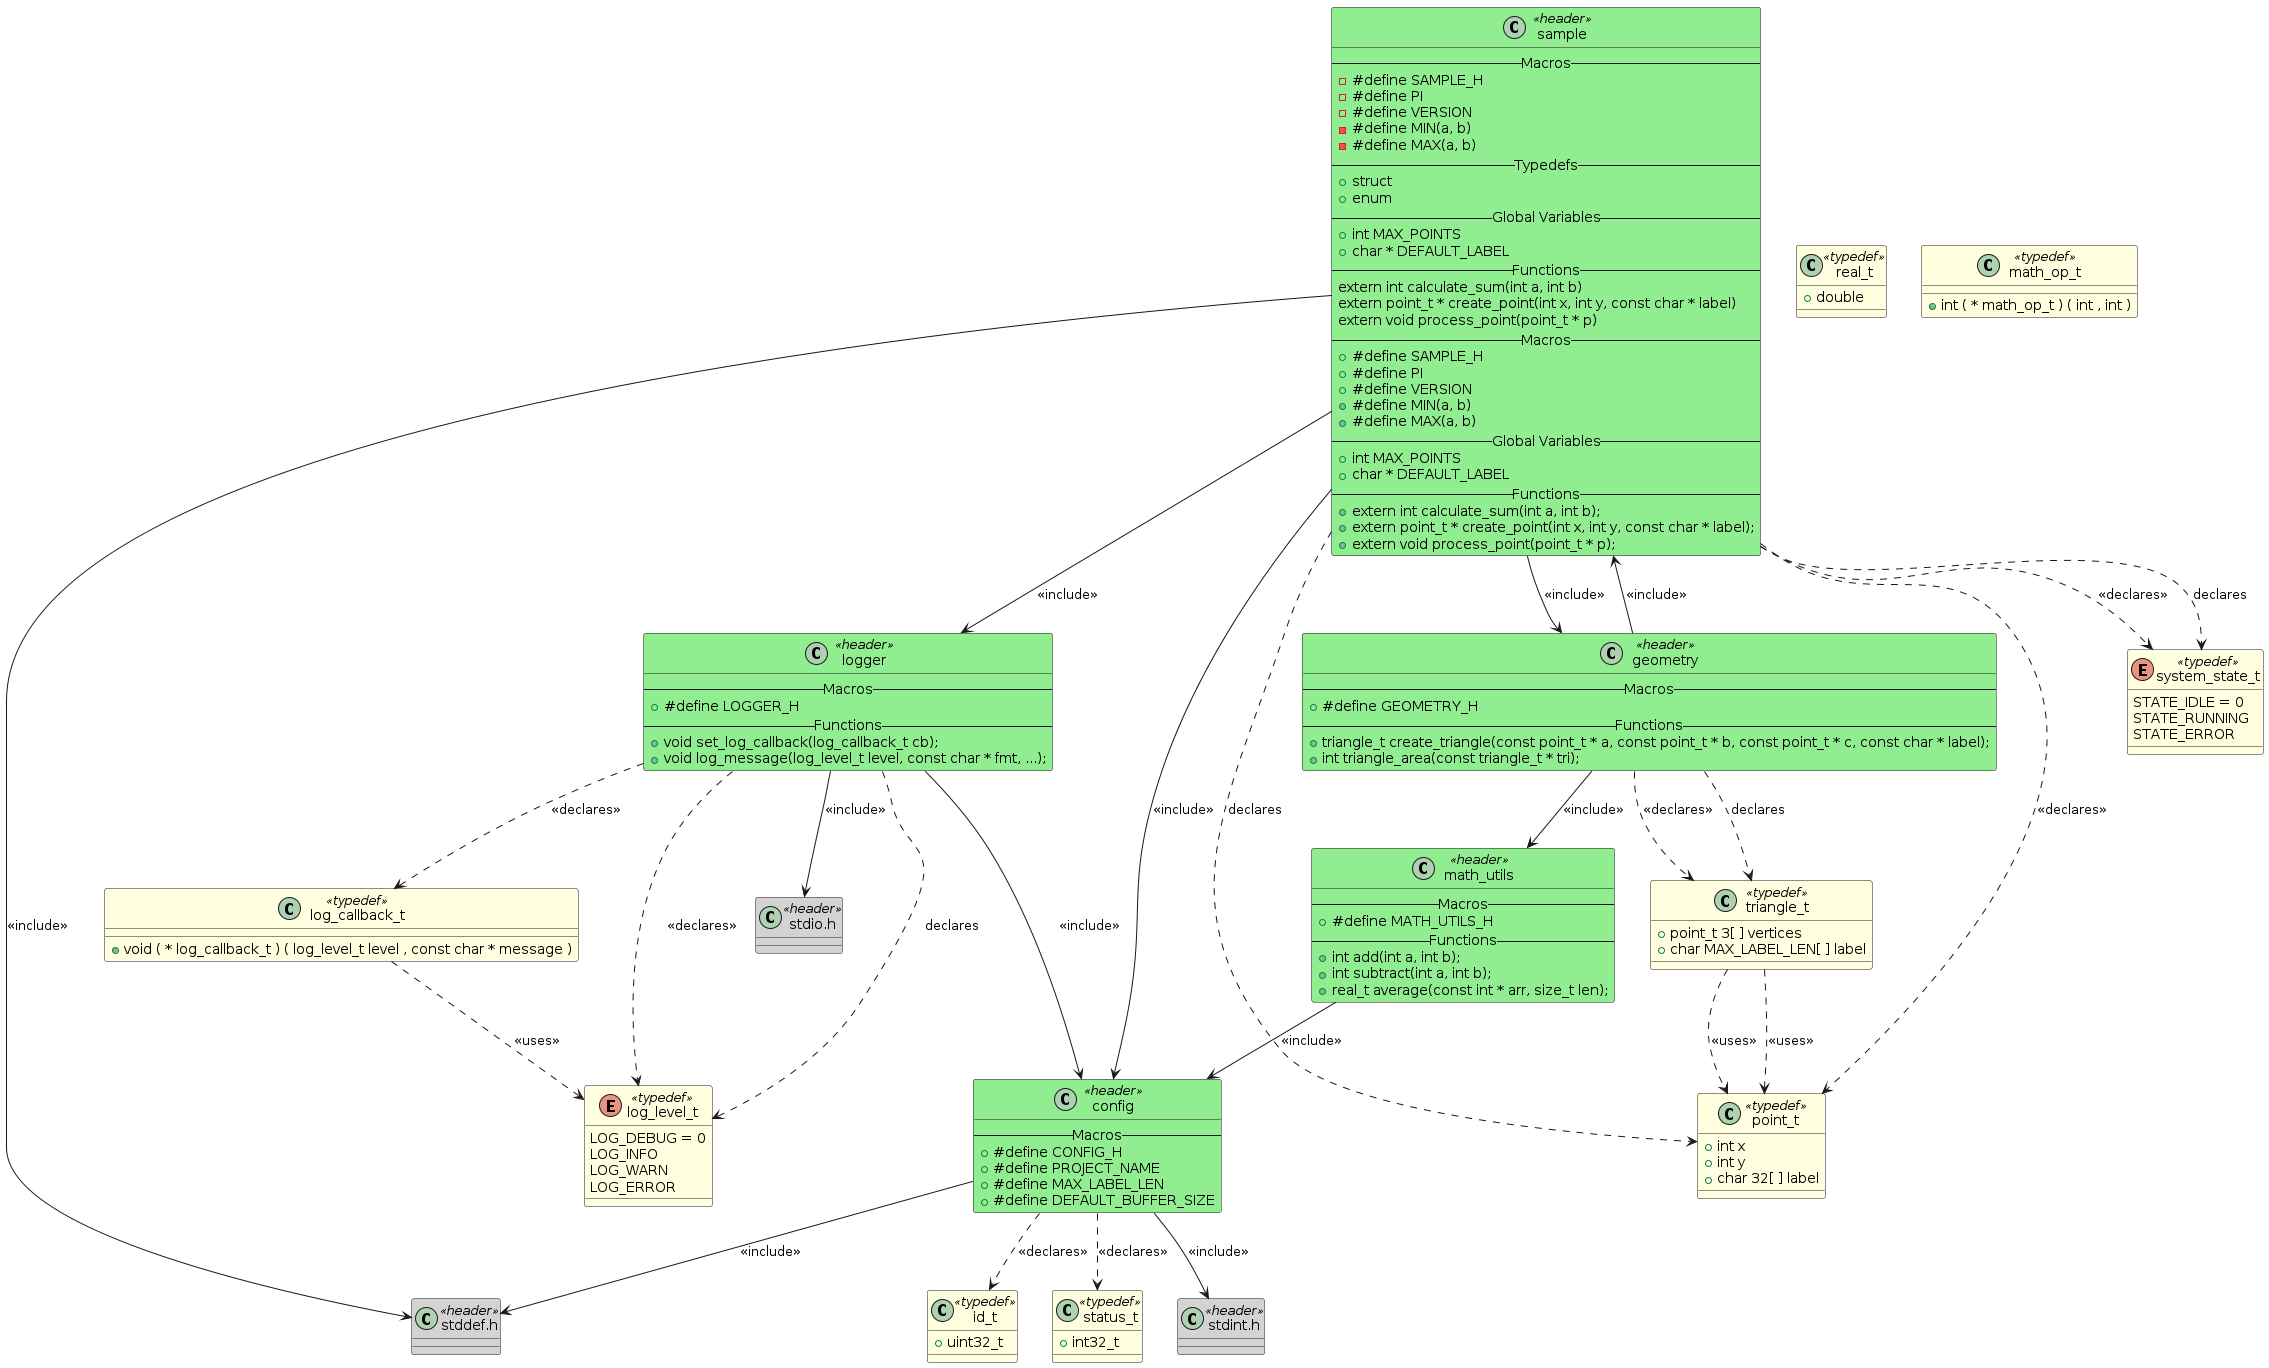 «header»
sample
Macros
#define SAMPLE_H
#define PI
#define VERSION
#define MIN(a, b)
#define MAX(a, b)
Typedefs
struct
enum
Global Variables
int MAX_POINTS
char * DEFAULT_LABEL
Functions
extern int calculate_sum(int a, int b)
extern point_t * create_point(int x, int y, const char * label)
extern void process_point(point_t * p)
Macros
#define SAMPLE_H
#define PI
#define VERSION
#define MIN(a, b)
#define MAX(a, b)
Global Variables
int MAX_POINTS
char * DEFAULT_LABEL
Functions
extern int calculate_sum(int a, int b);
extern point_t * create_point(int x, int y, const char * label);
extern void process_point(point_t * p);
C
C
«typedef»
real_t
double
C
«typedef»
math_op_t
int ( * math_op_t ) ( int , int )
«include»
«include»
«include»
«declares»
declares
C
«header»
logger
Macros
#define LOGGER_H
Functions
void set_log_callback(log_callback_t cb);
void log_message(log_level_t level, const char * fmt, ...);
C
«header»
geometry
Macros
#define GEOMETRY_H
Functions
triangle_t create_triangle(const point_t * a, const point_t * b, const point_t * c, const char * label);
int triangle_area(const triangle_t * tri);
E
«typedef»
system_state_t
STATE_IDLE = 0
STATE_RUNNING
STATE_ERROR
«declares»
«include»
«include»
declares
«include»
«declares»
declares
«declares»
C
«typedef»
log_callback_t
void ( * log_callback_t ) ( log_level_t level , const char * message )
C
«header»
stdio.h
C
«header»
math_utils
Macros
#define MATH_UTILS_H
Functions
int add(int a, int b);
int subtract(int a, int b);
real_t average(const int * arr, size_t len);
C
«typedef»
triangle_t
point_t 3[ ] vertices
char MAX_LABEL_LEN[ ] label
«include»
«declares»
declares
«include»
«uses»
«include»
«uses»
«uses»
E
«typedef»
log_level_t
LOG_DEBUG = 0
LOG_INFO
LOG_WARN
LOG_ERROR
C
«header»
config
Macros
#define CONFIG_H
#define PROJECT_NAME
#define MAX_LABEL_LEN
#define DEFAULT_BUFFER_SIZE
C
«typedef»
point_t
int x
int y
char 32[ ] label
«include»
«declares»
«declares»
«include»
C
«header»
stddef.h
C
«typedef»
id_t
uint32_t
C
«typedef»
status_t
int32_t
C
«header»
stdint.h